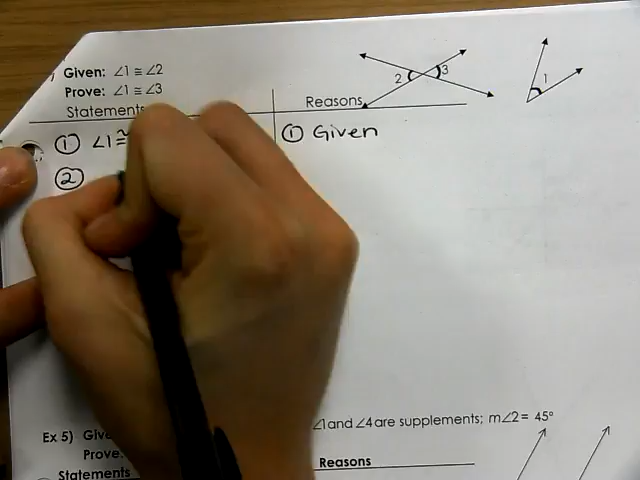 Given: ∠1 ≅ ∠2
Prove: ∠1 ≅ ∠3
Statements Reasons
① ∠1 ≅ ① Given
②
2 3 1
Ex 5) ∠1 and ∠4 are supplements; m∠2 = 45°
Prove:
Statements Reasons